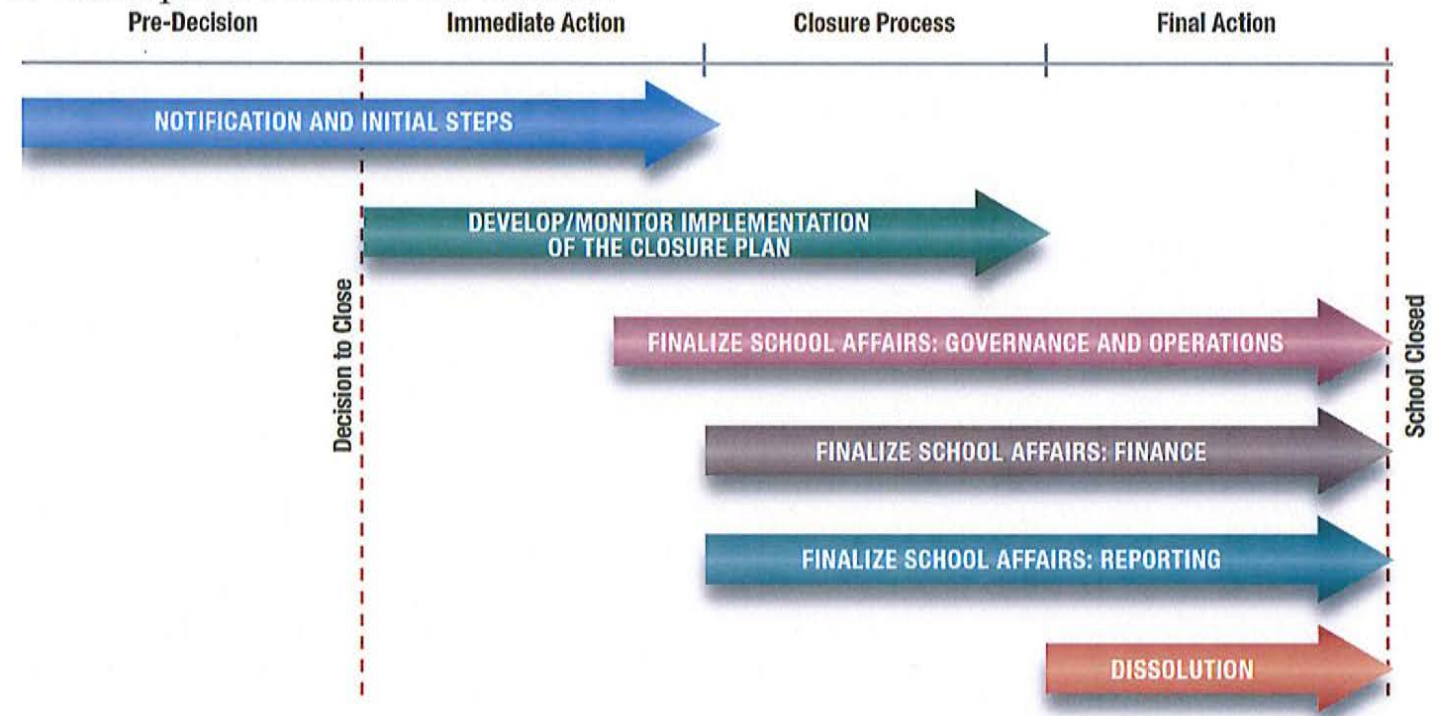 Pre-Decision
Immediate Action
Closure Process
Final Action
NOTIFICATION AND INITIAL STEPS
DEVELOP/MONITOR IMPLEMENTATION
OF THE CLOSURE PLAN
Decision to Close
FINALIZE SCHOOL AFFAIRS: GOVERNANCE AND OPERATIONS
School Closed
FINALIZE SCHOOL AFFAIRS: FINANCE
FINALIZE SCHOOL AFFAIRS: REPORTING
DISSOLUTION